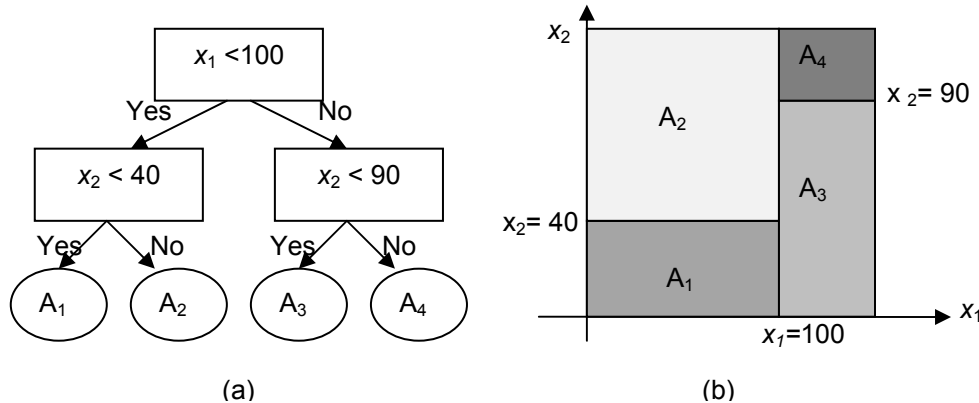 x₁ <100
Yes No
x₂ < 40 x₂ < 90
Yes No Yes No
A₁ A₂ A₃ A₄
(a)
x₂
A₄
x ₂= 90
A₂
A₃
x₂= 40
A₁
x₁
x₁=100
(b)